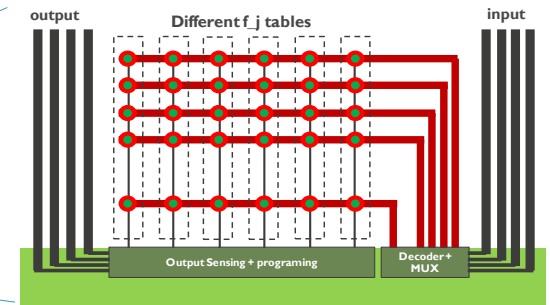 output
Different f_j tables
input
Output Sensing + programing
Decoder +
MUX